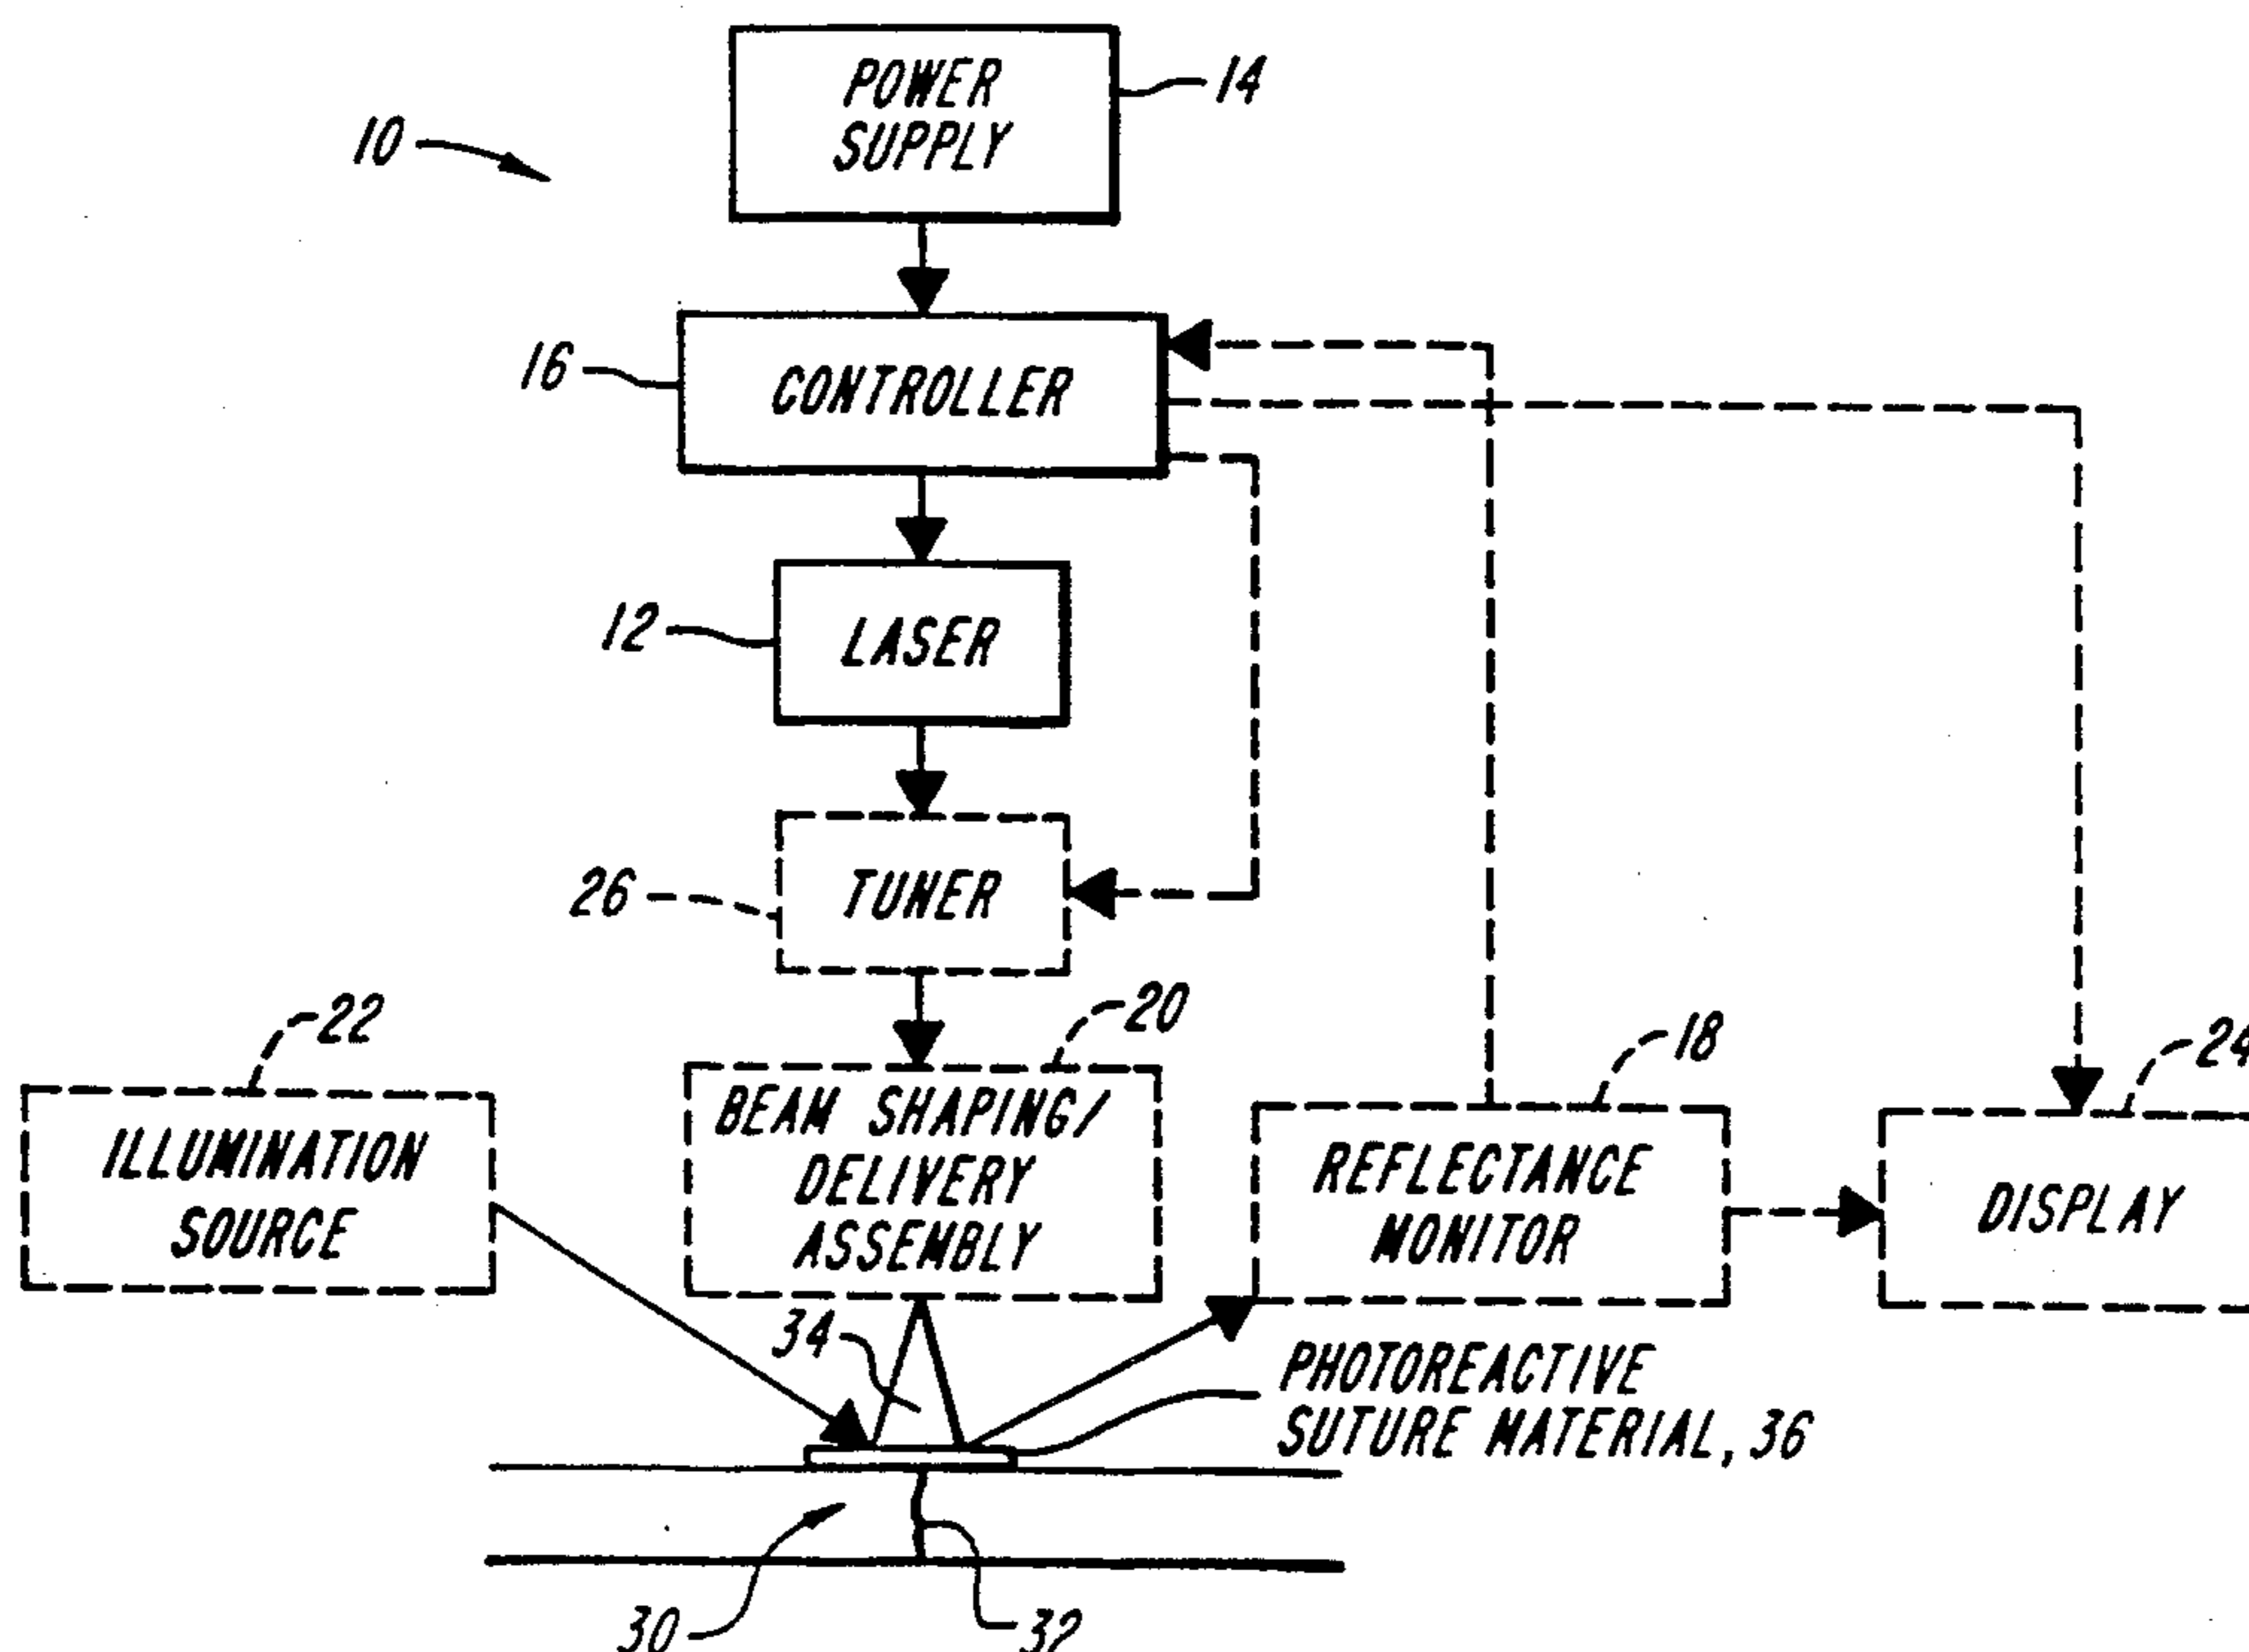 POWER
SUPPLY
14
10
16
CONTROLLER
12
LASER
26
TUNER
22
20
18
24
ILLUMINATION
SOURCE
BEAM SHAPING/
DELIVERY
ASSEMBLY
REFLECTANCE
MONITOR
DISPLAY
34
PHOTOREACTIVE
SUTURE MATERIAL, 36
30
32